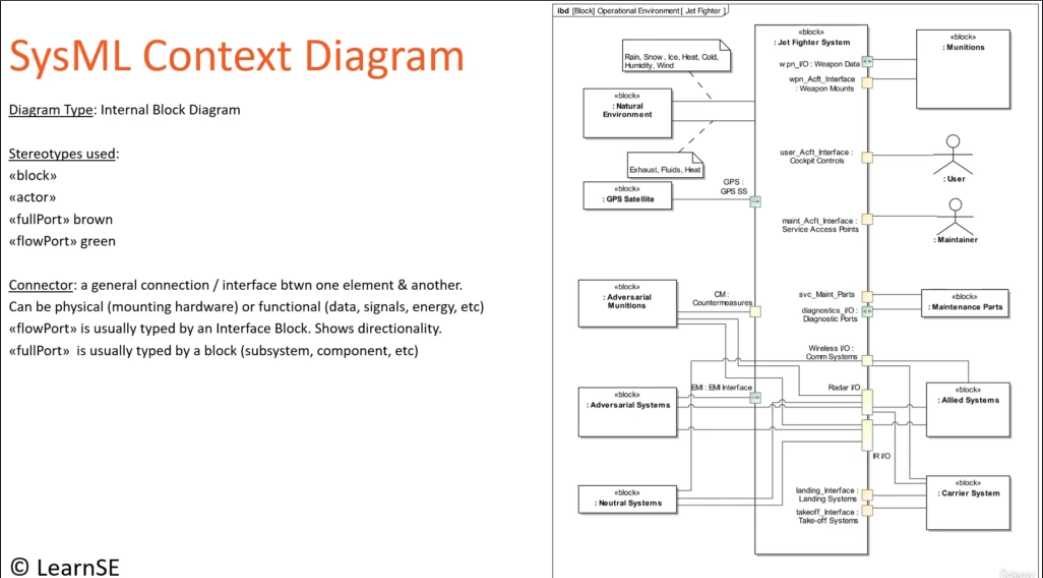 SysML Context Diagram
Diagram Type: Internal Block Diagram
Stereotypes used:
«block»
«actor»
«fullPort» brown
«flowPort» green
Connector: a general connection / interface btwn one element & another.
Can be physical (mounting hardware) or functional (data, signals, energy, etc)
«flowPort» is usually typed by an Interface Block. Shows directionality.
«fullPort» is usually typed by a block (subsystem, component, etc)
© LearnSE
ibd [Block] Operational Environment[ Jet Fighter ]
«block»
: Jet Fighter System
Rain, Snow , Ice, Heat, Cold,
Humidity, Wind
«block»
: Natural
Environment
Exhaust, Fluids, Heat
«block»
: GPS Satellite
GPS :
GPS SS
«block»
: Adversarial
Munitions
CM :
Countermeasures
«block»
: Adversarial Systems
EMI : EMI Interface
«block»
: Neutral Systems
wpn_I/O : Weapon Data
wpn_Acft_Interface
: Weapon Mounts
«block»
: Munitions
user_Acft_Interface :
Cockpit Controls
: User
maint_Acft_Interface :
Service Access Points
: Maintainer
svc_Maint_Parts
diagnostics_I/O :
Diagnostic Ports
«block»
: Maintenance Parts
Wireless I/O :
Comm Systems
Radar I/O
«block»
: Allied Systems
IR I/O
«block»
: Carrier System
landing_Interface :
Landing Systems
takeoff_Interface :
Take-off Systems
Udemy